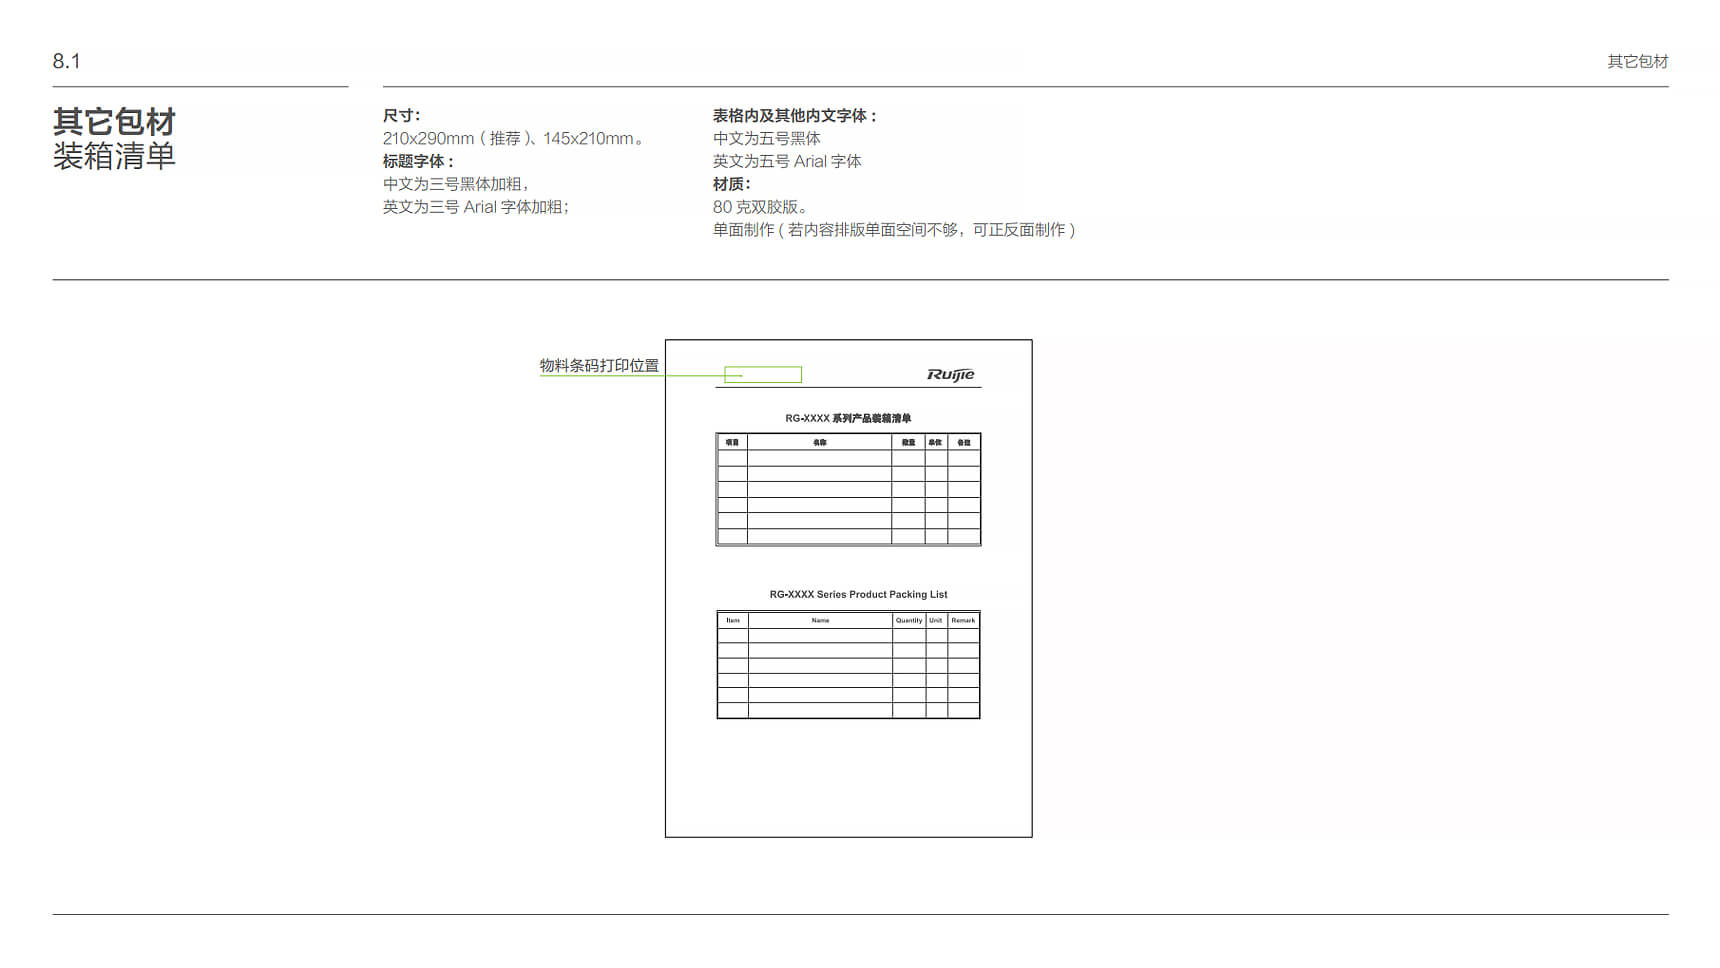 8.1
其它包材
其它包材
装箱清单
尺寸：
210x290mm（推荐）、145x210mm。
标题字体：
中文为三号黑体加粗，
英文为三号 Arial 字体加粗；
表格内及其他内文字体：
中文为五号黑体
英文为五号 Arial 字体
材质：
80 克双胶版。
单面制作 ( 若内容排版单面空间不够，可正反面制作 )
物料条码打印位置
Ruijie
RG-XXXX 系列产品装箱清单
项目 名称 数量 单位 备注
RG-XXXX Series Product Packing List
Item Name Quantity Unit Remark